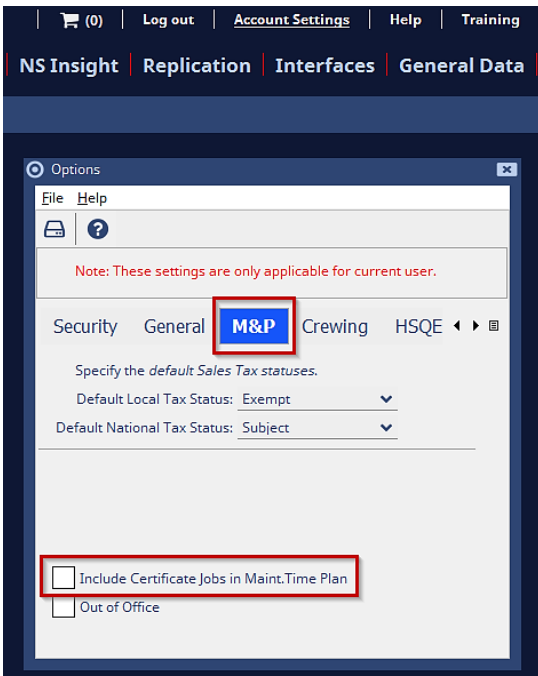 (0) Log out Account Settings Help Training
NS Insight Replication Interfaces General Data
Options
File Help
?
Note: These settings are only applicable for current user.
Security General M&P Crewing HSQE
Specify the default Sales Tax statuses.
Default Local Tax Status: Exempt
Default National Tax Status: Subject
Include Certificate Jobs in Maint.Time Plan
Out of Office